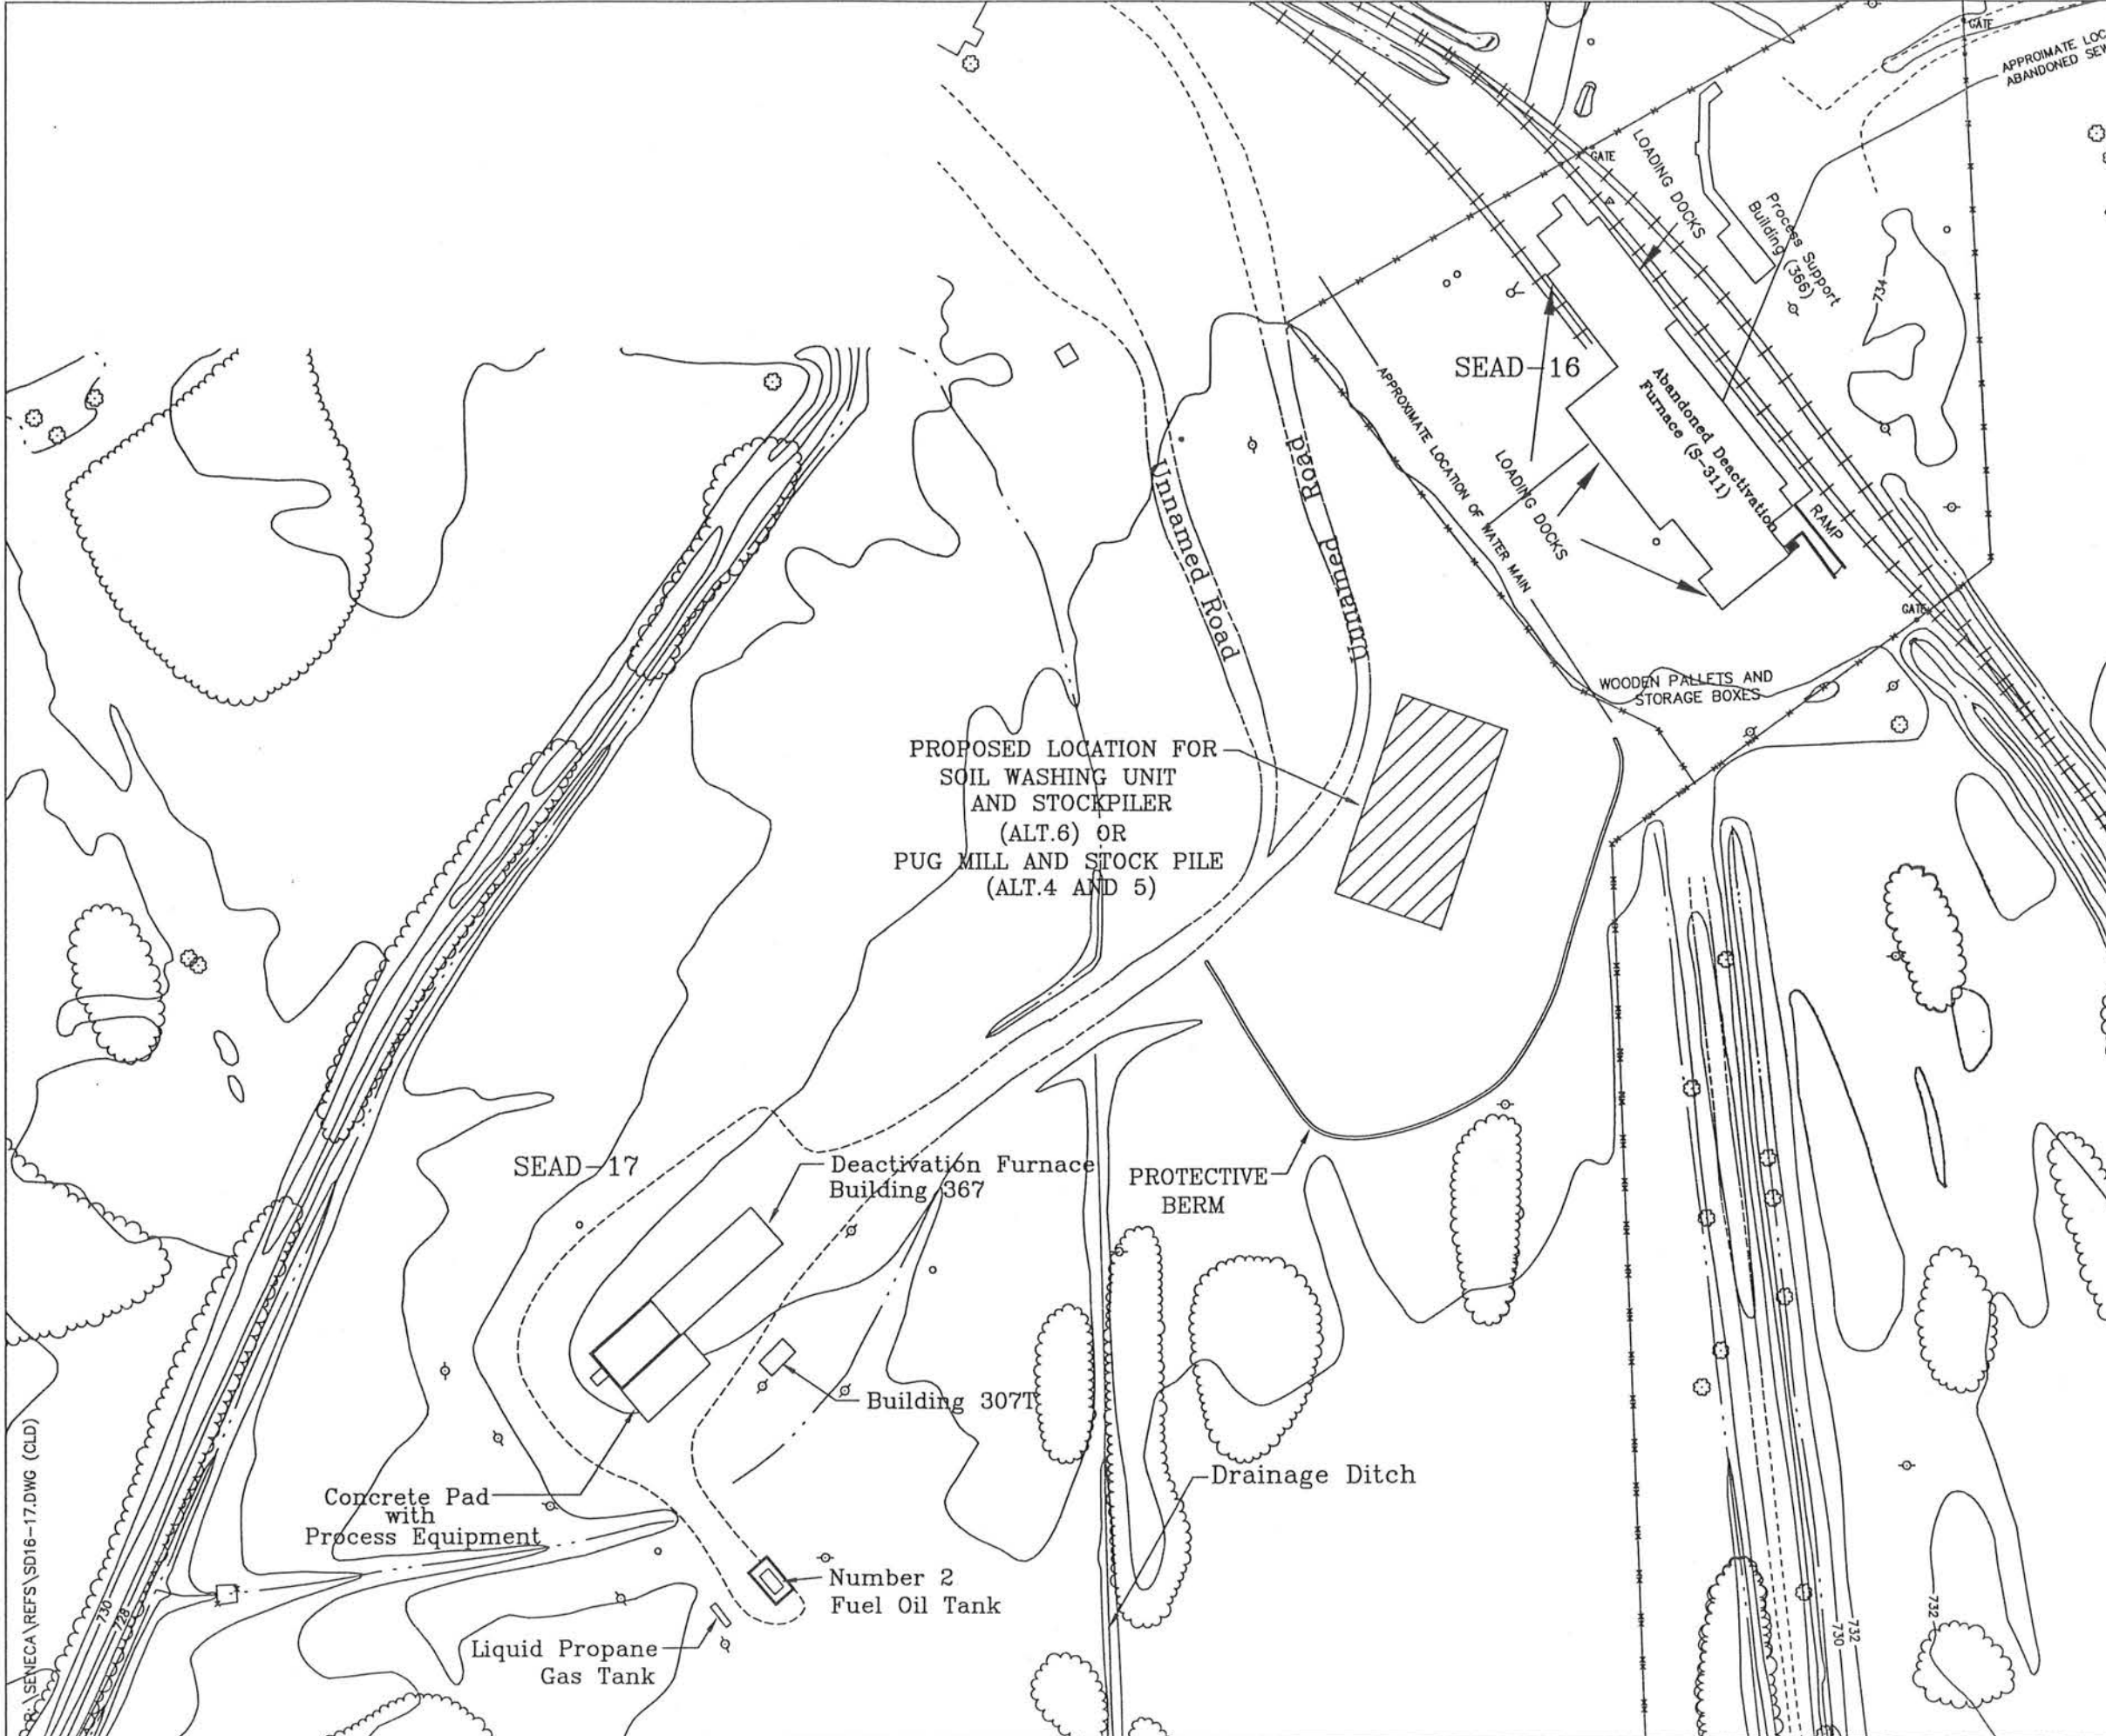 GATE
APPROIMATE LOC
ABANDONED SEW
GATE
LOADING DOCKS
Process Support
Building (366)
734
SEAD-16
Abandoned Deactivation
Furnace (S-311)
APPROXIMATE LOCATION OF WATER MAIN
LOADING DOCKS
RAMP
GATE
Unnamed Road
Unnamed Road
WOODEN PALLETS AND
STORAGE BOXES
PROPOSED LOCATION FOR
SOIL WASHING UNIT
AND STOCKPILER
(ALT.6) OR
PUG MILL AND STOCK PILE
(ALT.4 AND 5)
SEAD-17
Deactivation Furnace
Building 367
PROTECTIVE
BERM
Building 307T
Drainage Ditch
Concrete Pad
with
Process Equipment
Number 2
Fuel Oil Tank
Liquid Propane
Gas Tank
730
728
732
730
732
R:\SENECA\REFS\SD16-17.DWG (CLD)